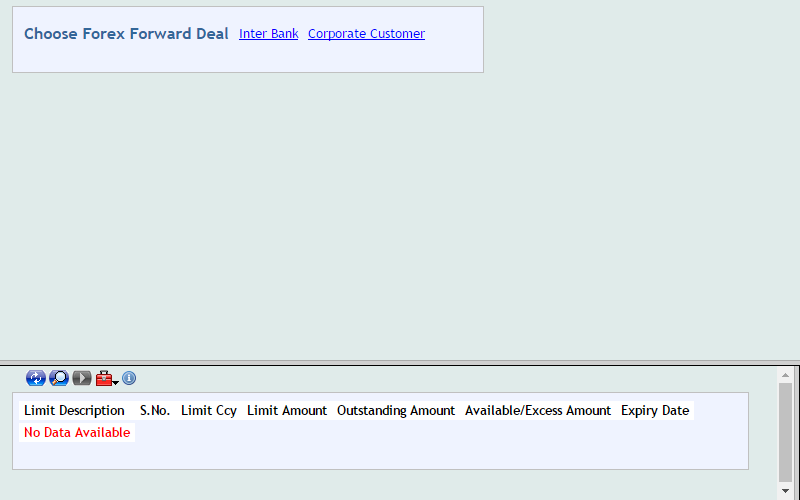 Choose Forex Forward Deal Inter Bank Corporate Customer
Limit Description S.No. Limit Ccy Limit Amount Outstanding Amount Available/Excess Amount Expiry Date
No Data Available